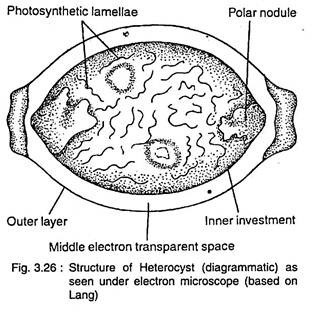 Photosynthetic lamellae
Polar nodule
Outer layer
Inner investment
Middle electron transparent space
Fig. 3.26 : Structure of Heterocyst (diagrammatic) as
seen under electron microscope (based on
Lang)